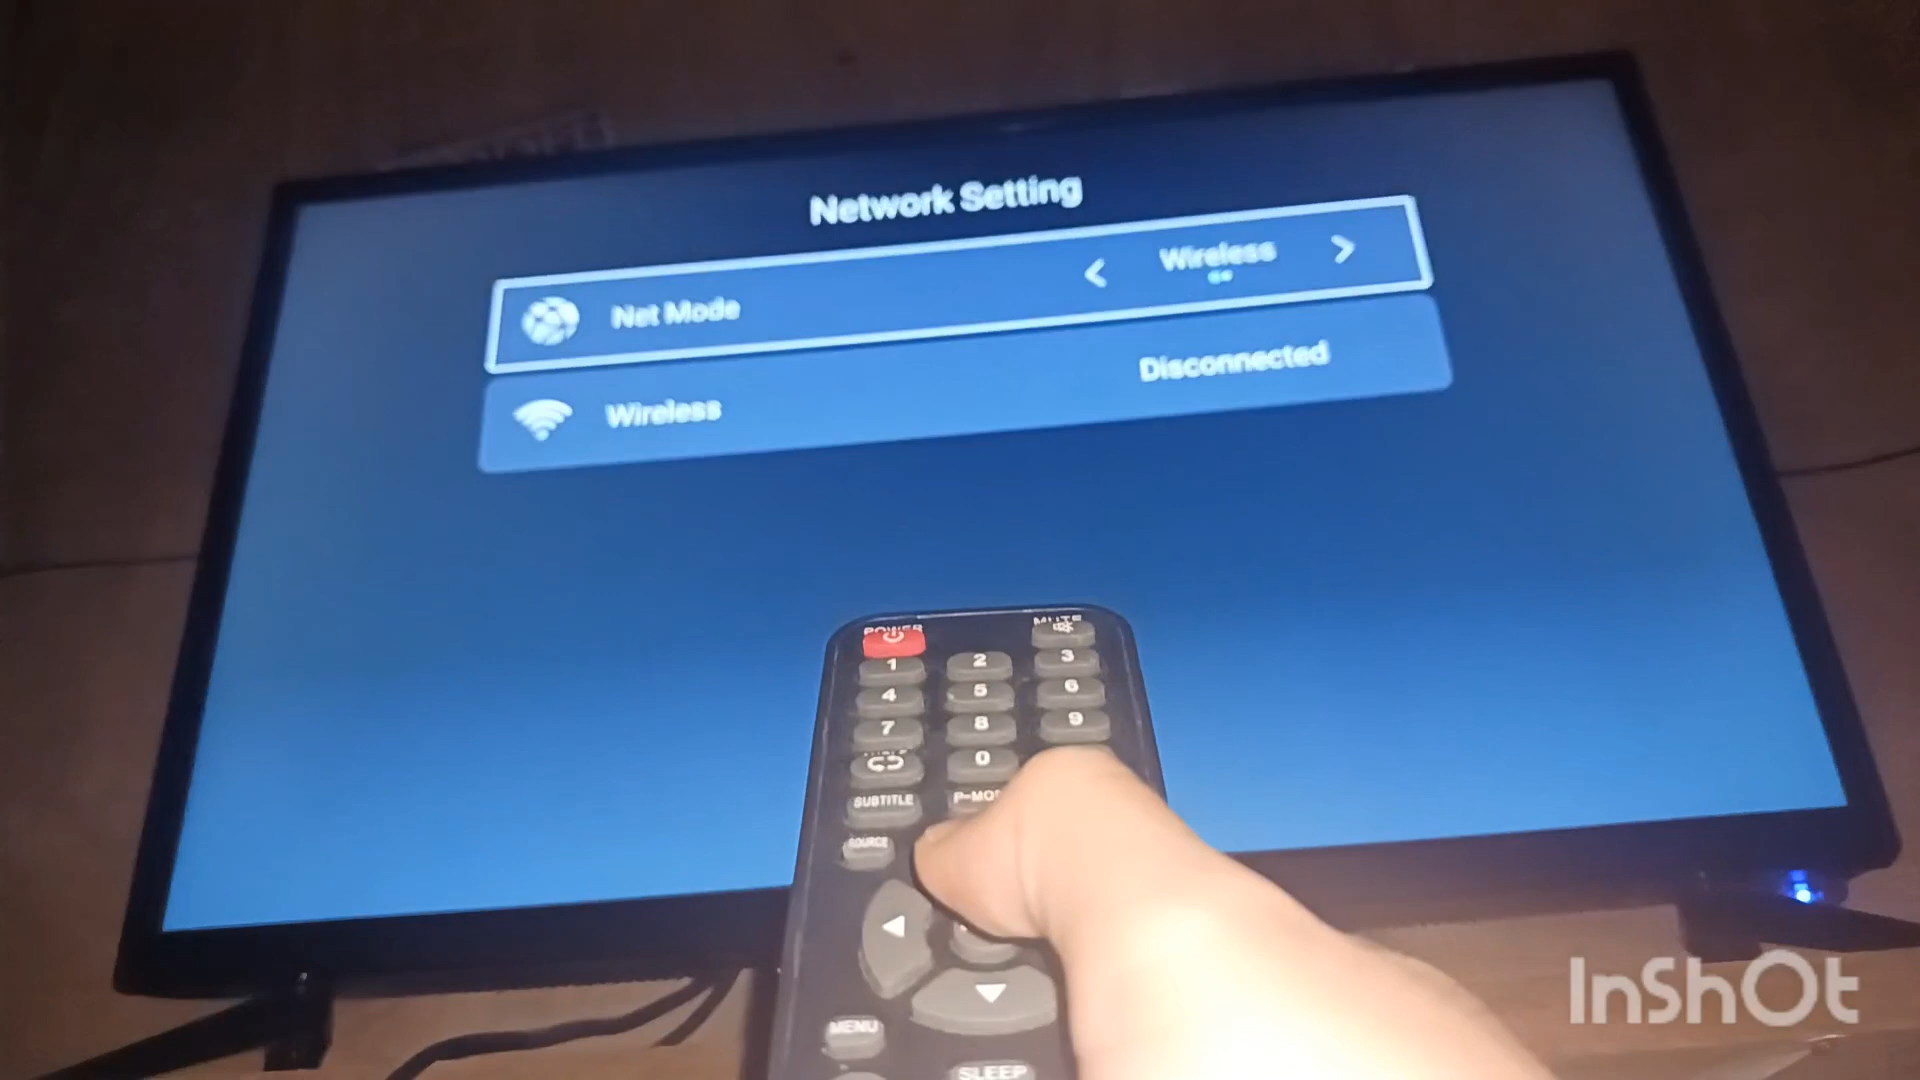 Network Setting
Net Mode
< Wireless >
Wireless
Disconnected
POWER
MUTE
1 2 3
4 5 6
7 8 9
0
SUBTITLE
SOURCE
MENU
SLEEP
InShOt